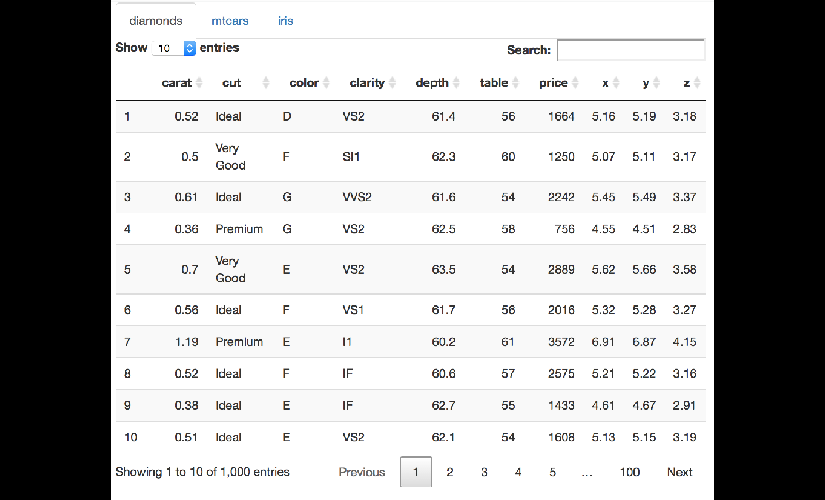 diamonds mtcars iris
Show 10 entries Search:
carat cut color clarity depth table price x y z
1 0.52 Ideal D VS2 61.4 56 1664 5.16 5.19 3.18
2 0.5 Very Good F SI1 62.3 60 1250 5.07 5.11 3.17
3 0.61 Ideal G VVS2 61.6 54 2242 5.45 5.49 3.37
4 0.36 Premium G VS2 62.5 58 756 4.55 4.51 2.83
5 0.7 Very Good E VS2 63.5 54 2889 5.62 5.66 3.58
6 0.56 Ideal F VS1 61.7 56 2016 5.32 5.28 3.27
7 1.19 Premium E I1 60.2 61 3572 6.91 6.87 4.15
8 0.52 Ideal F IF 60.6 57 2575 5.21 5.22 3.16
9 0.38 Ideal E IF 62.7 55 1433 4.61 4.67 2.91
10 0.51 Ideal E VS2 62.1 54 1608 5.13 5.15 3.19
Showing 1 to 10 of 1,000 entries Previous 1 2 3 4 5 … 100 Next